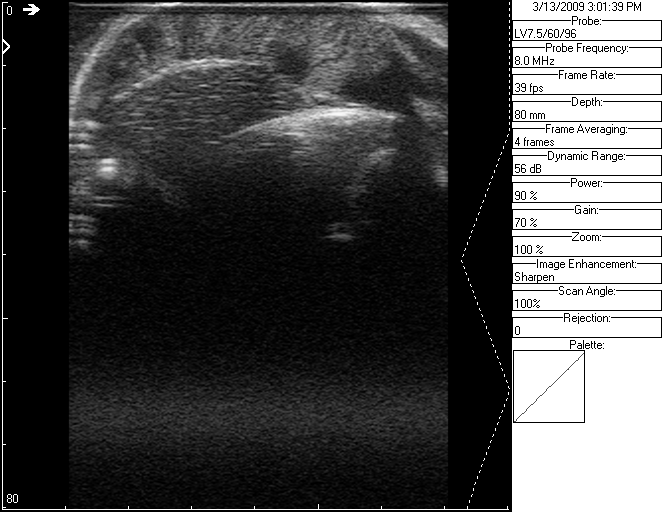 0
80
3/13/2009 3:01:39 PM
Probe:
LV7.5/60/96
Probe Frequency:
8.0 MHz
Frame Rate:
39 fps
Depth:
80 mm
Frame Averaging:
4 frames
Dynamic Range:
56 dB
Power:
90 %
Gain:
70 %
Zoom:
100 %
Image Enhancement:
Sharpen
Scan Angle:
100%
Rejection:
0
Palette: